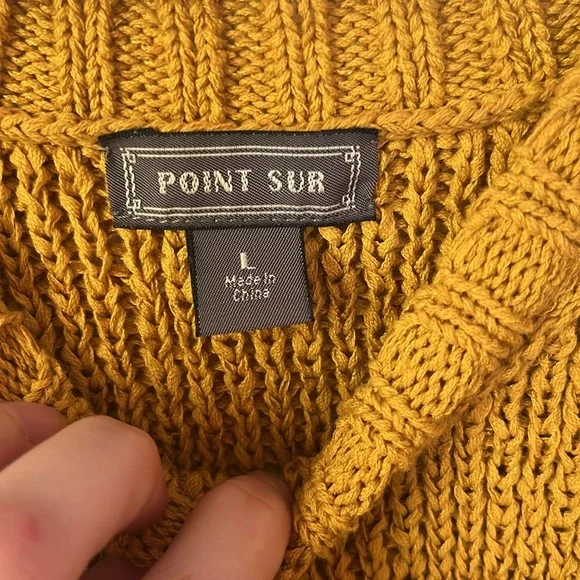 POINT SUR
L
Made in
China